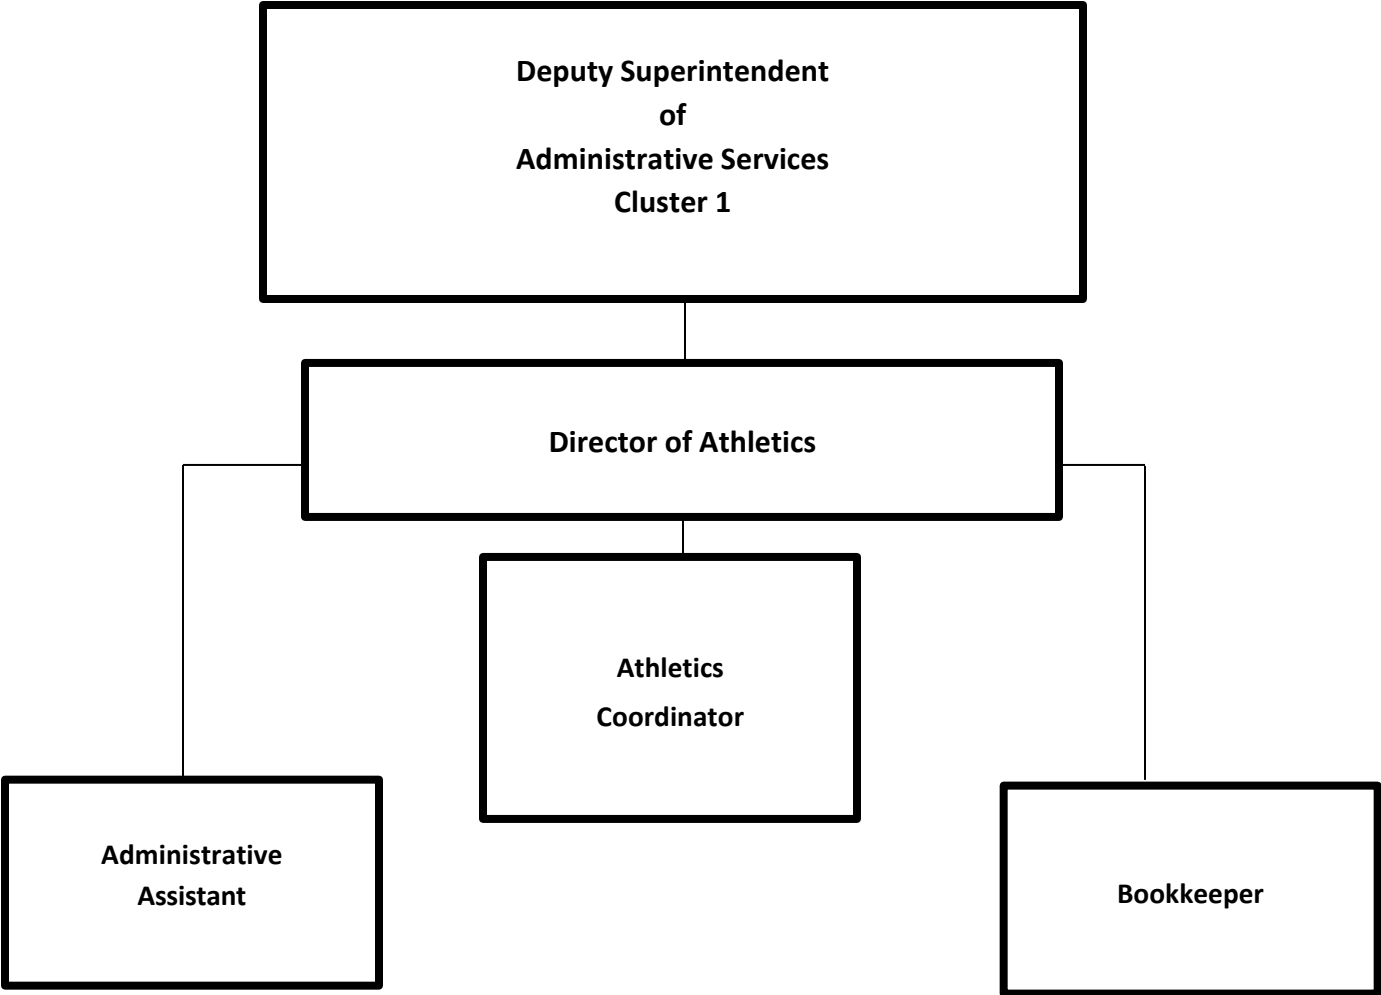 Deputy Superintendent
of
Administrative Services
Cluster 1
Director of Athletics
Athletics
Coordinator
Administrative
Assistant
Bookkeeper